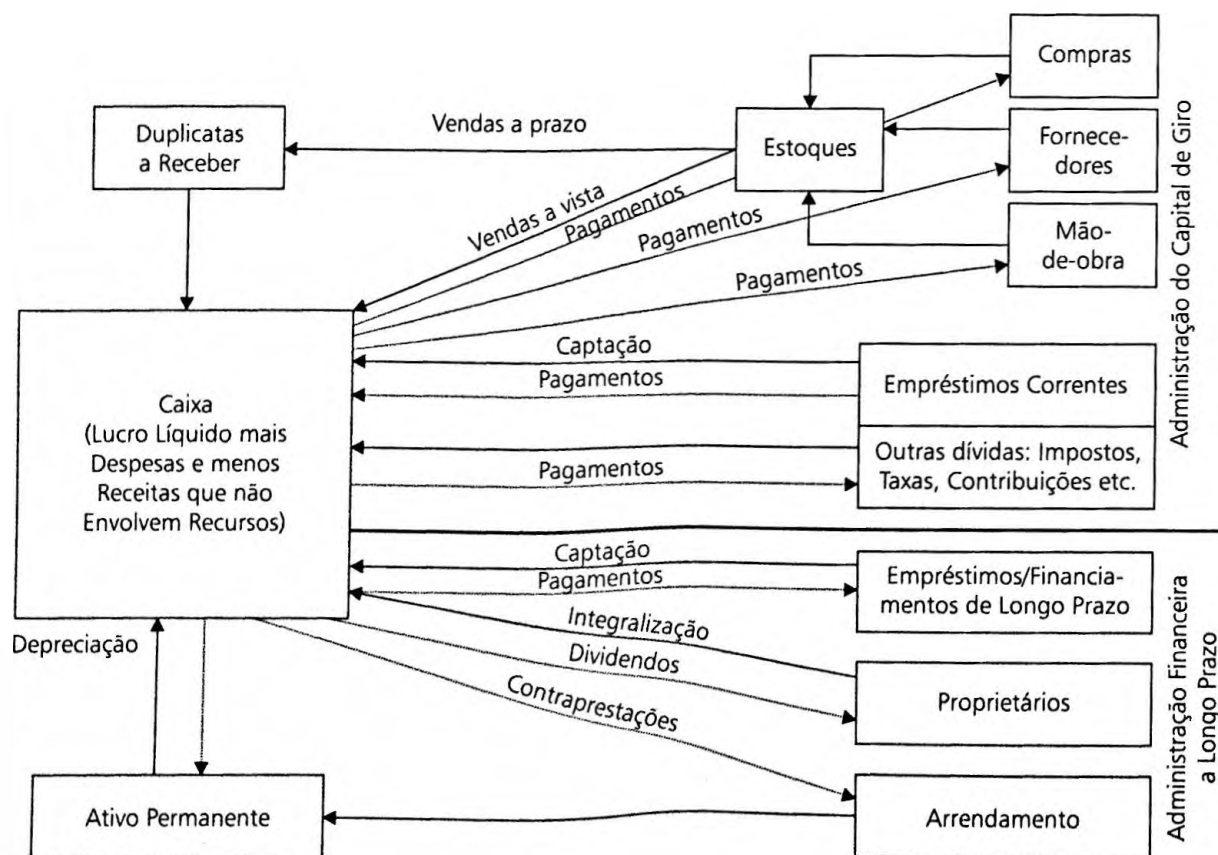 Compras
Duplicatas
a Receber
Vendas a prazo
Estoques
Fornece-
dores
Mão-
de-obra
Vendas a vista
Pagamentos
Pagamentos
Pagamentos
Administração do Capital de Giro
Caixa
(Lucro Líquido mais
Despesas e menos
Receitas que não
Envolvem Recursos)
Captação
Pagamentos
Empréstimos Correntes
Pagamentos
Outras dívidas: Impostos,
Taxas, Contribuições etc.
Captação
Pagamentos
Empréstimos/Financia-
mentos de Longo Prazo
Integralização
Dividendos
Proprietários
Contraprestações
Depreciação
Ativo Permanente
Arrendamento
Administração Financeira
a Longo Prazo